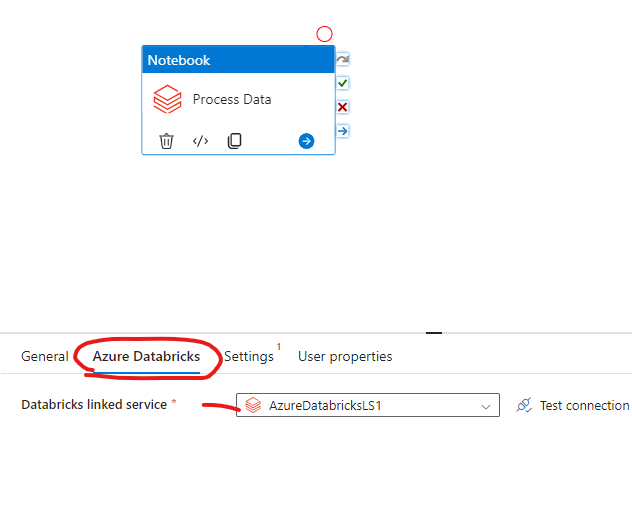 Notebook
Process Data
General
Azure Databricks
Settings 1
User properties
Databricks linked service *
AzureDatabricksLS1
Test connection